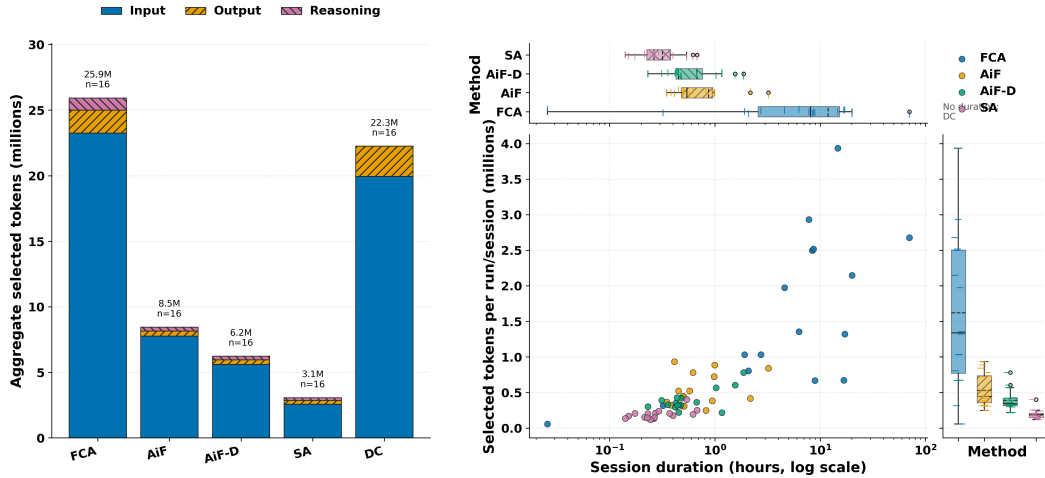 Input Output Reasoning
Aggregate selected tokens (millions)
30
25
20
15
10
5
0
25.9M
n=16
8.5M
n=16
6.2M
n=16
3.1M
n=16
22.3M
n=16
FCA AiF AiF-D SA DC
Method
SA
AiF-D
AiF
FCA
FCA
AiF
AiF-D
SA
No duration:
DC
Selected tokens per run/session (millions)
4.0
3.5
3.0
2.5
2.0
1.5
1.0
0.5
0.0
10⁻¹ 10⁰ 10¹ 10²
Session duration (hours, log scale)
Method